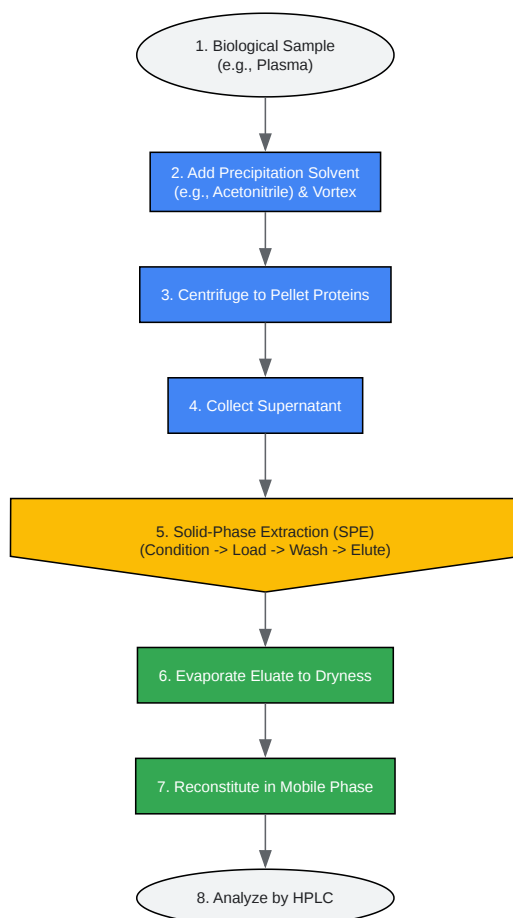 1. Biological Sample
(e.g., Plasma)
2. Add Precipitation Solvent
(e.g., Acetonitrile) & Vortex
3. Centrifuge to Pellet Proteins
4. Collect Supernatant
5. Solid-Phase Extraction (SPE)
(Condition -> Load -> Wash -> Elute)
6. Evaporate Eluate to Dryness
7. Reconstitute in Mobile Phase
8. Analyze by HPLC